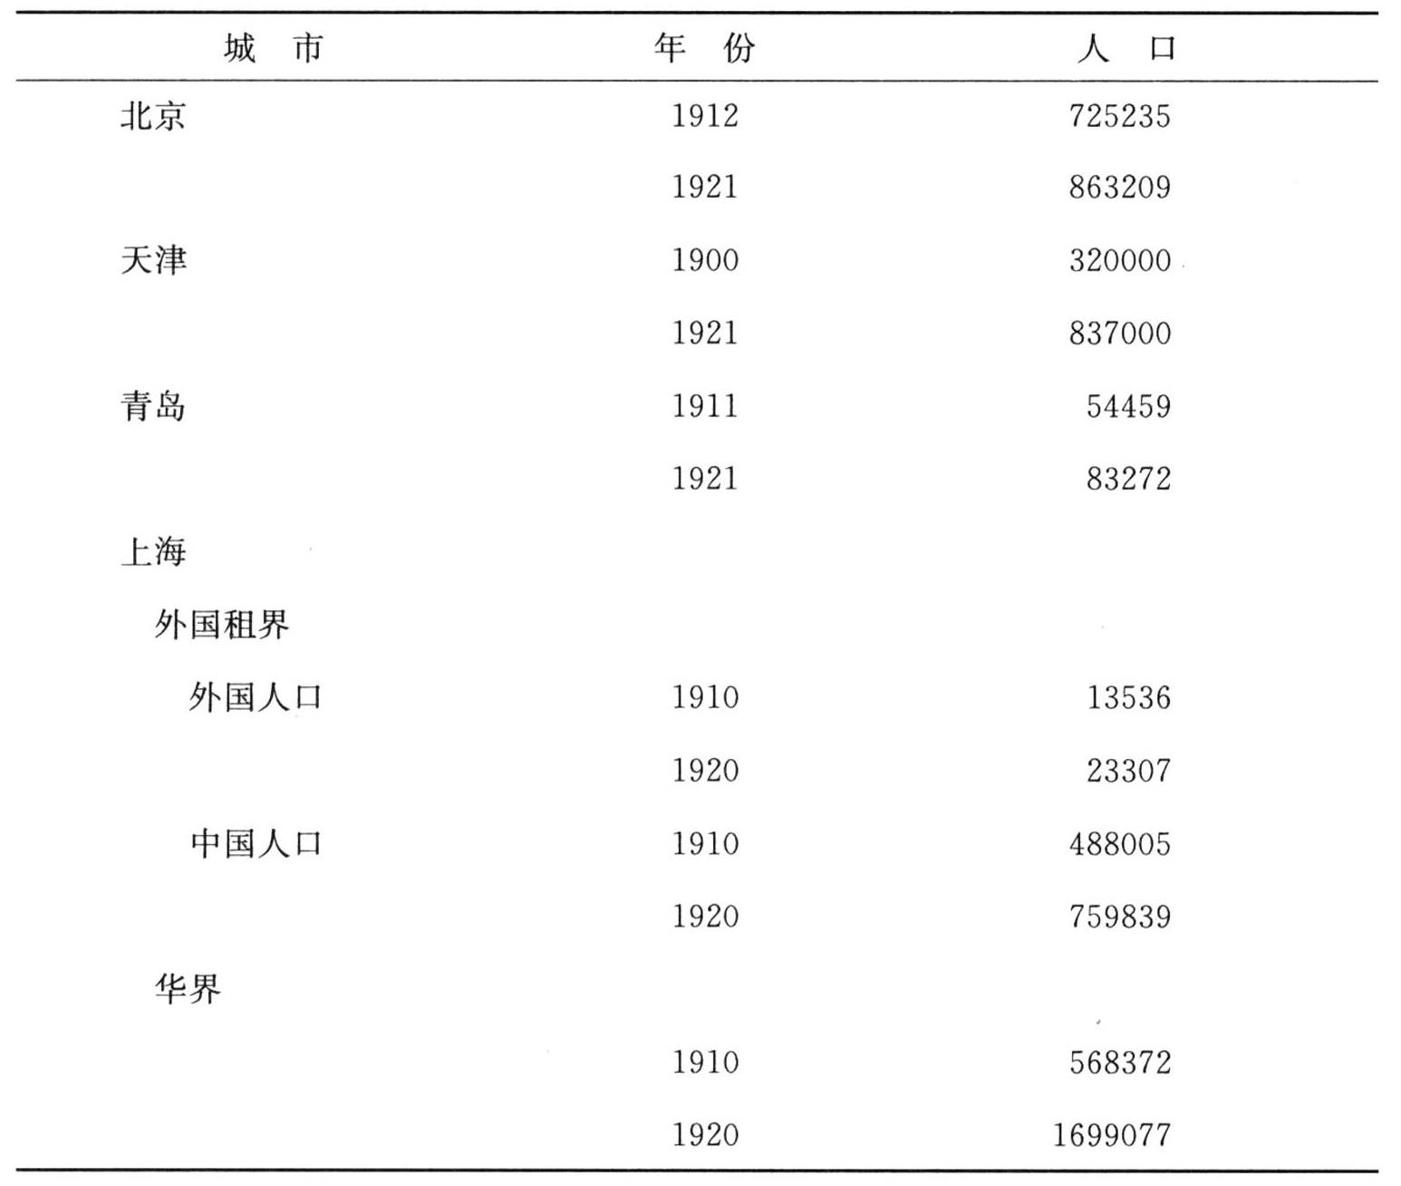 城 市 年 份 人 口
北京 1912 725235
1921 863209
天津 1900 320000
1921 837000
青岛 1911 54459
1921 83272
上海
外国租界
外国人口 1910 13536
1920 23307
中国人口 1910 488005
1920 759839
华界
1910 568372
1920 1699077